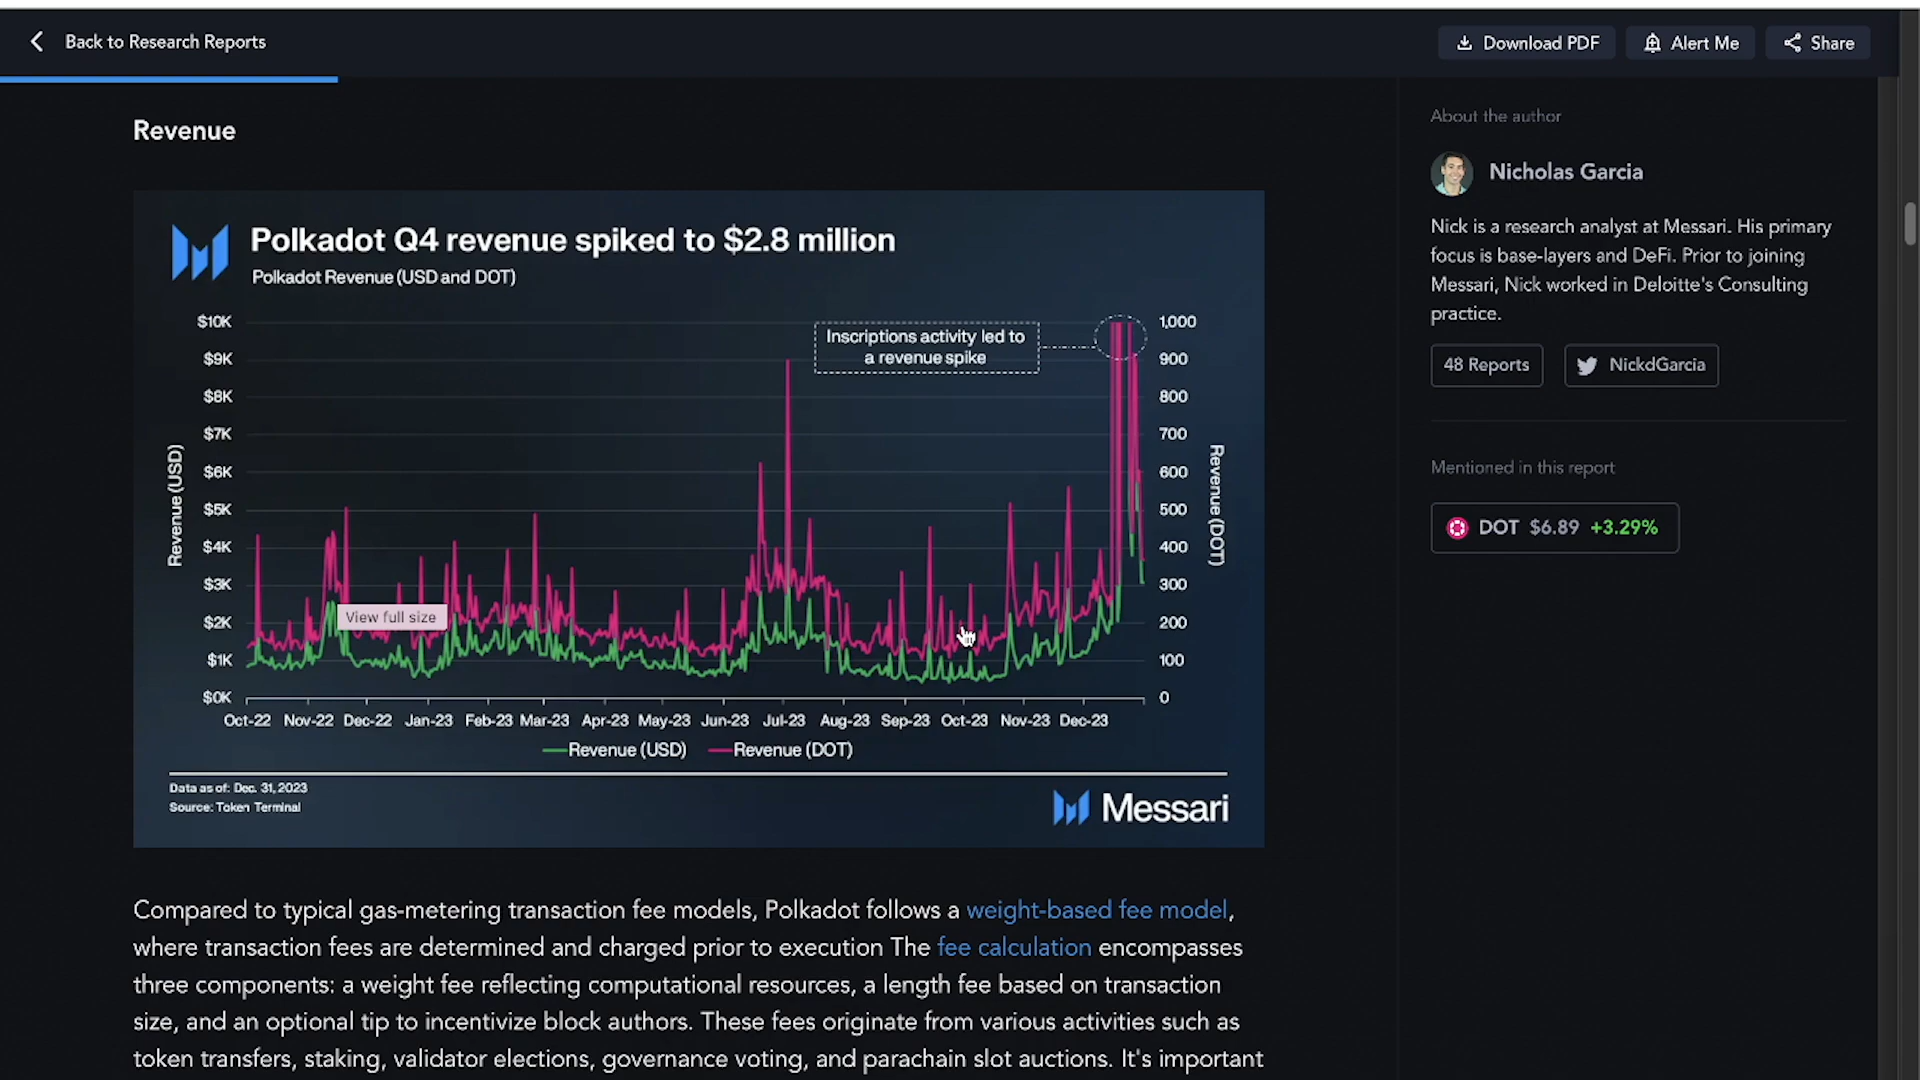 Back to Research Reports
Download PDF
Alert Me
Share
Revenue
Polkadot Q4 revenue spiked to $2.8 million
Polkadot Revenue (USD and DOT)
Inscriptions activity led to
a revenue spike
$10K
$9K
$8K
$7K
$6K
$5K
$4K
$3K
$2K
$1K
$0K
Revenue (USD)
1,000
900
800
700
600
500
400
300
200
100
0
Revenue (DOT)
View full size
Oct-22 Nov-22 Dec-22 Jan-23 Feb-23 Mar-23 Apr-23 May-23 Jun-23 Jul-23 Aug-23 Sep-23 Oct-23 Nov-23 Dec-23
Revenue (USD) Revenue (DOT)
Data as of: Dec. 31, 2023
Source: Token Terminal
Messari
Compared to typical gas-metering transaction fee models, Polkadot follows a weight-based fee model,
where transaction fees are determined and charged prior to execution The fee calculation encompasses
three components: a weight fee reflecting computational resources, a length fee based on transaction
size, and an optional tip to incentivize block authors. These fees originate from various activities such as
token transfers, staking, validator elections, governance voting, and parachain slot auctions. It's important
About the author
Nicholas Garcia
Nick is a research analyst at Messari. His primary
focus is base-layers and DeFi. Prior to joining
Messari, Nick worked in Deloitte's Consulting
practice.
48 Reports
NickdGarcia
Mentioned in this report
DOT $6.89 +3.29%